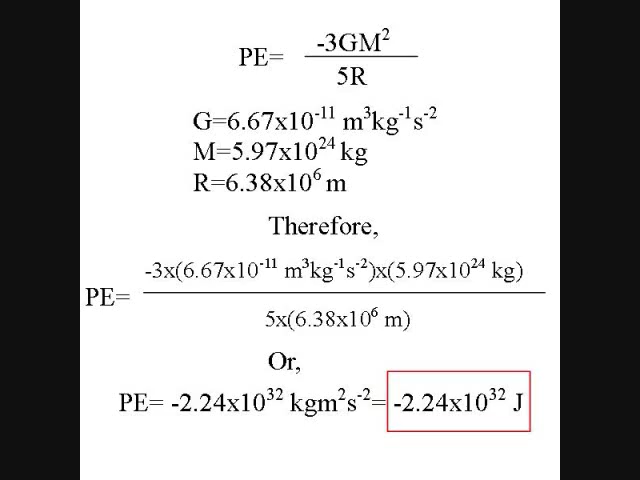 PE= -3GM² / 5R
G=6.67x10⁻¹¹ m³kg⁻¹s⁻²
M=5.97x10²⁴ kg
R=6.38x10⁶ m
Therefore,
PE= -3x(6.67x10⁻¹¹ m³kg⁻¹s⁻²)x(5.97x10²⁴ kg) / 5x(6.38x10⁶ m)
Or,
PE= -2.24x10³² kgm²s⁻²= -2.24x10³² J